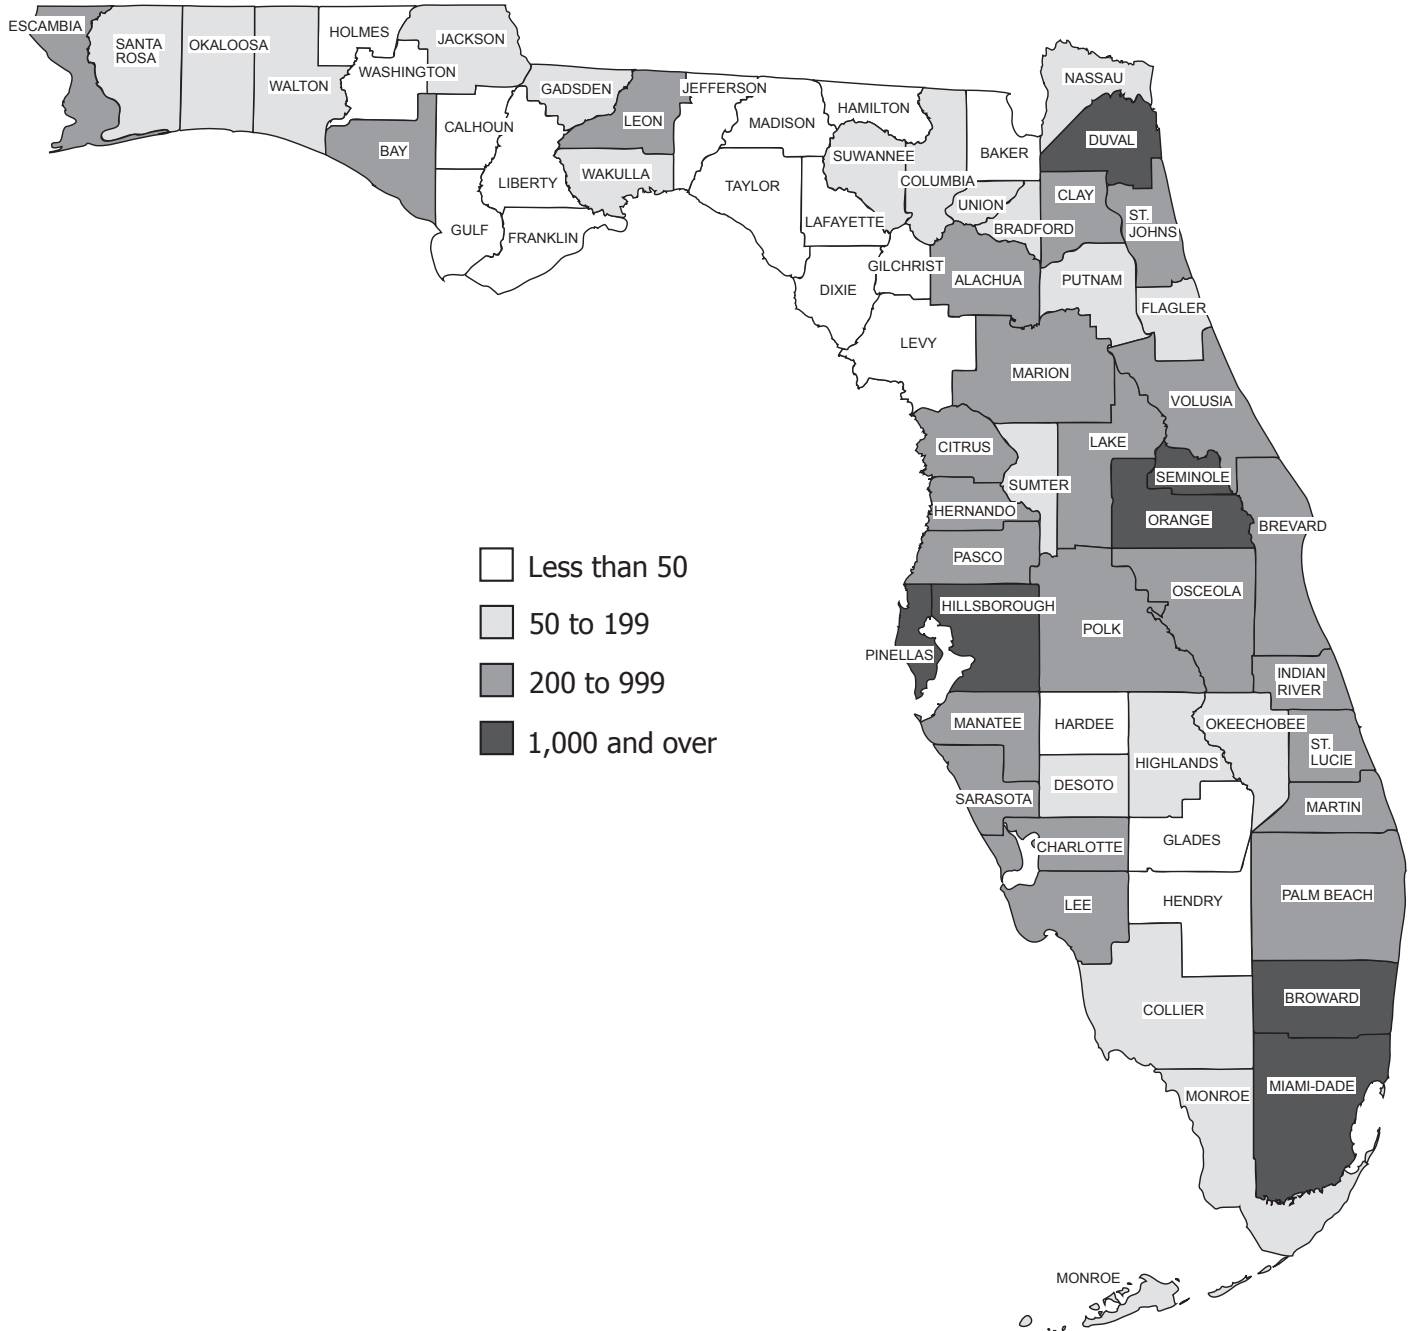 ESCAMBIA
SANTA
ROSA
OKALOOSA
WALTON
HOLMES
WASHINGTON
JACKSON
BAY
CALHOUN
GULF
LIBERTY
FRANKLIN
GADSDEN
LEON
WAKULLA
JEFFERSON
MADISON
TAYLOR
HAMILTON
SUWANNEE
LAFAYETTE
DIXIE
COLUMBIA
GILCHRIST
LEVY
BAKER
UNION
BRADFORD
ALACHUA
NASSAU
DUVAL
CLAY
ST.
JOHNS
PUTNAM
FLAGLER
MARION
VOLUSIA
CITRUS
SUMTER
LAKE
HERNANDO
PASCO
SEMINOLE
ORANGE
BREVARD
OSCEOLA
HILLSBOROUGH
PINELLAS
POLK
INDIAN
RIVER
Less than 50
50 to 199
200 to 999
1,000 and over
MANATEE
HARDEE
HIGHLANDS
OKEECHOBEE
ST.
LUCIE
SARASOTA
DESOTO
MARTIN
CHARLOTTE
GLADES
LEE
HENDRY
PALM BEACH
COLLIER
BROWARD
MIAMI-DADE
MONROE
MONROE